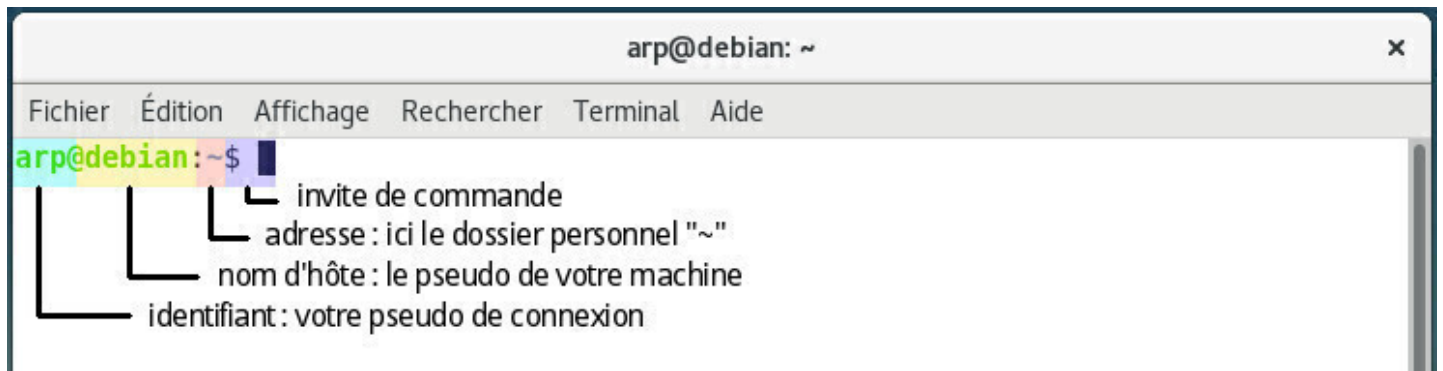 arp@debian: ~ ×
Fichier Édition Affichage Rechercher Terminal Aide
arp@debian:~$
invite de commande
adresse : ici le dossier personnel "~"
nom d'hôte : le pseudo de votre machine
identifiant : votre pseudo de connexion